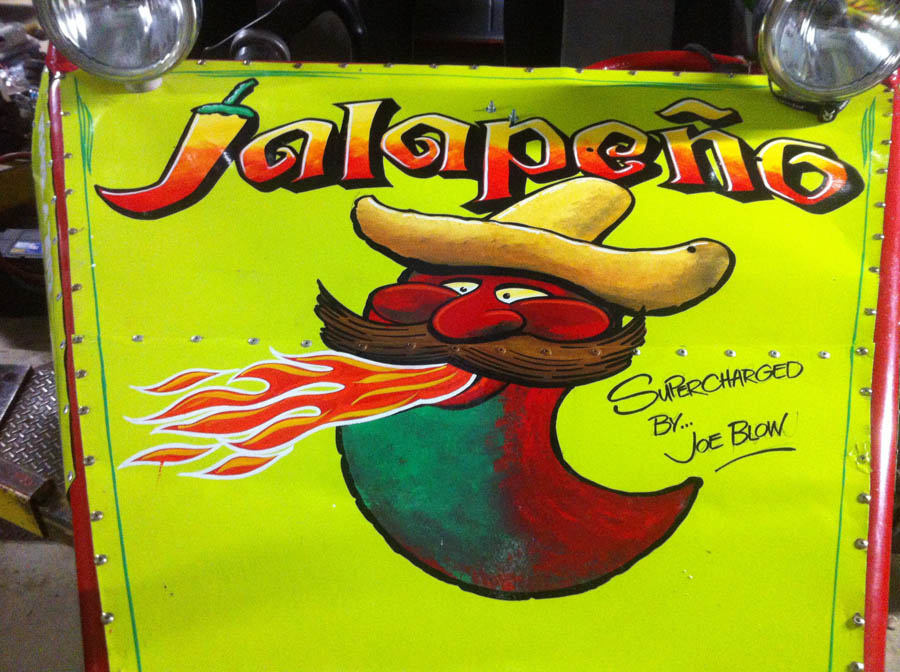 Jalapeño
SUPERCHARGED
BY...
JOE BLOW